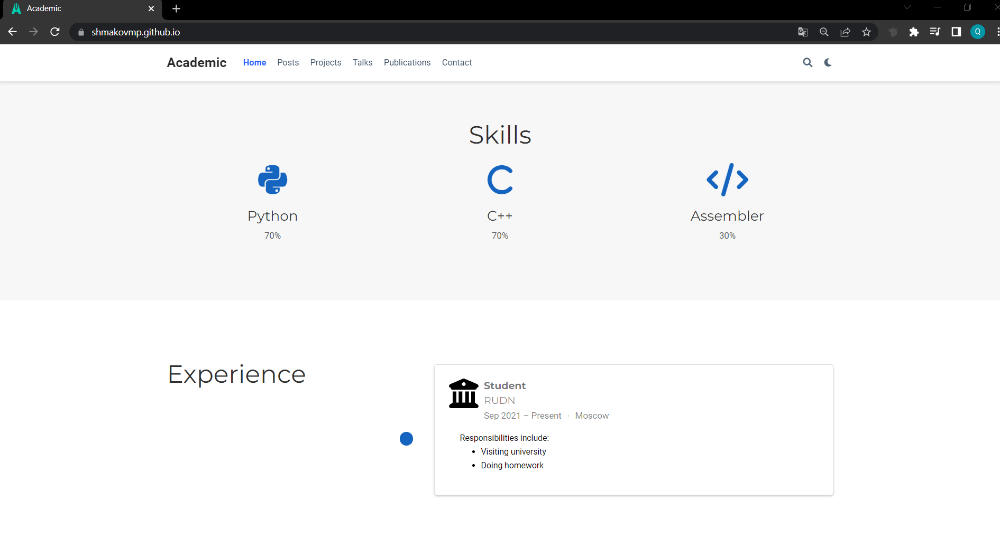 Academic
shmakovmp.github.io
Q
Academic Home Posts Projects Talks Publications Contact
Skills
Python C++ Assembler
70% 70% 30%
Experience
Student
RUDN
Sep 2021 – Present · Moscow
Responsibilities include:
• Visiting university
• Doing homework